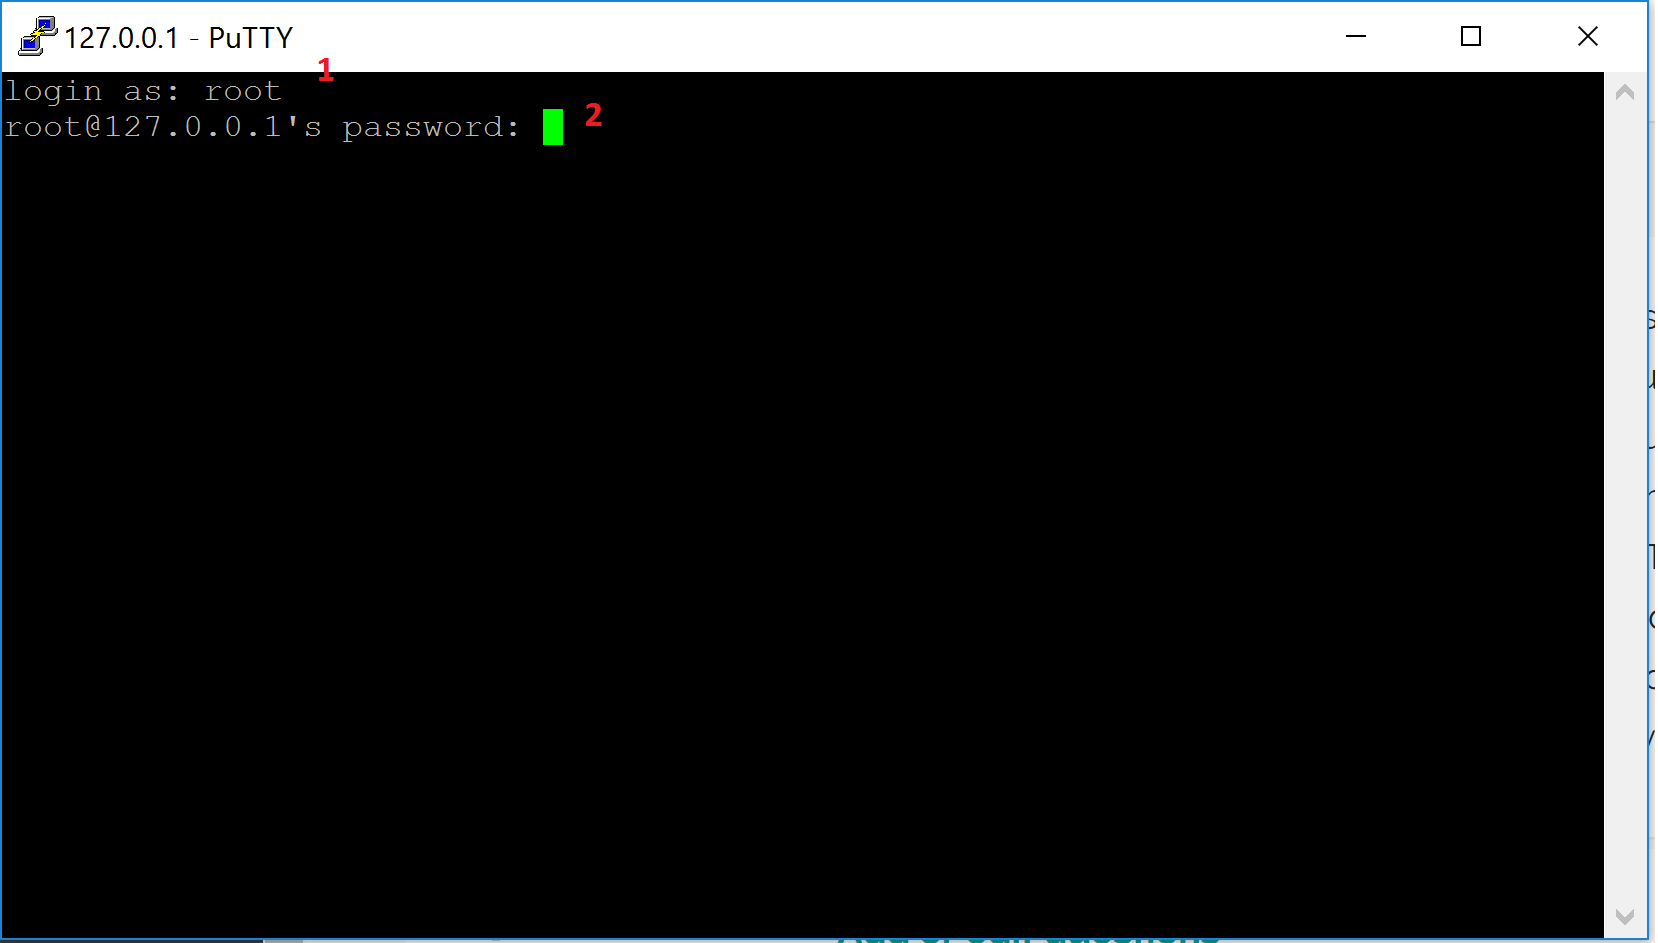 127.0.0.1 - PuTTY
1
login as: root
root@127.0.0.1's password:
2